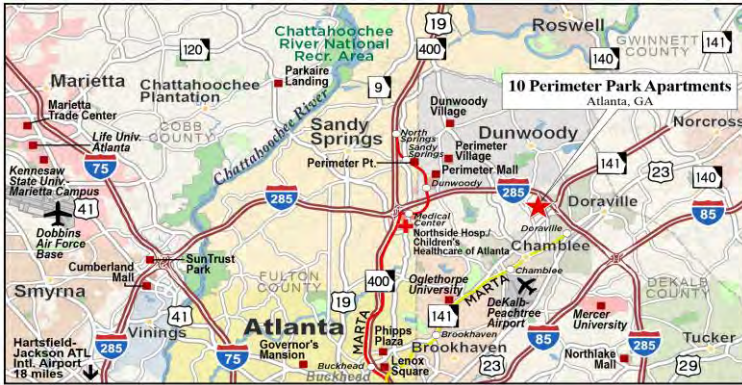 Chattahoochee
River National
Recr. Area
19
400
Roswell
GWINNETT
COUNTY
141
120
9
140
Parkaire
Landing
Marietta
Chattahoochee
Plantation
10 Perimeter Park Apartments
Atlanta, GA
Marietta
Trade Center
Dunwoody
Village
Life Univ.
Atlanta
COBB
COUNTY
Chattahoochee River
Sandy
Springs
North
Springs
Sandy
Springs
Dunwoody
Norcross
Perimeter
Village
75
Perimeter Pt.
Perimeter Mall
141
23
140
Kennesaw
State Univ.-
Marietta Campus
41
285
Dunwoody
285
Doraville
85
Dobbins
Air Force
Base
Medical
Center
Northside Hosp./
Children's
Healthcare of Atlanta
Doraville
Chamblee
SunTrust
Park
Cumberland
Mall
FULTON
COUNTY
400
Oglethorpe
University
MARTA
Chamblee
DeKalb-
Peachtree
Airport
DEKALB
COUNTY
Smyrna
41
19
MARTA
141
Mercer
University
Vinings
Atlanta
Phipps
Plaza
Brookhaven
Brookhaven
85
285
Tucker
Hartsfield-
Jackson ATL
Intl. Airport
18 miles
285
75
Governor's
Mansion
Buckhead
Buckhead
Lenox
Square
23
Northlake
Mall
29